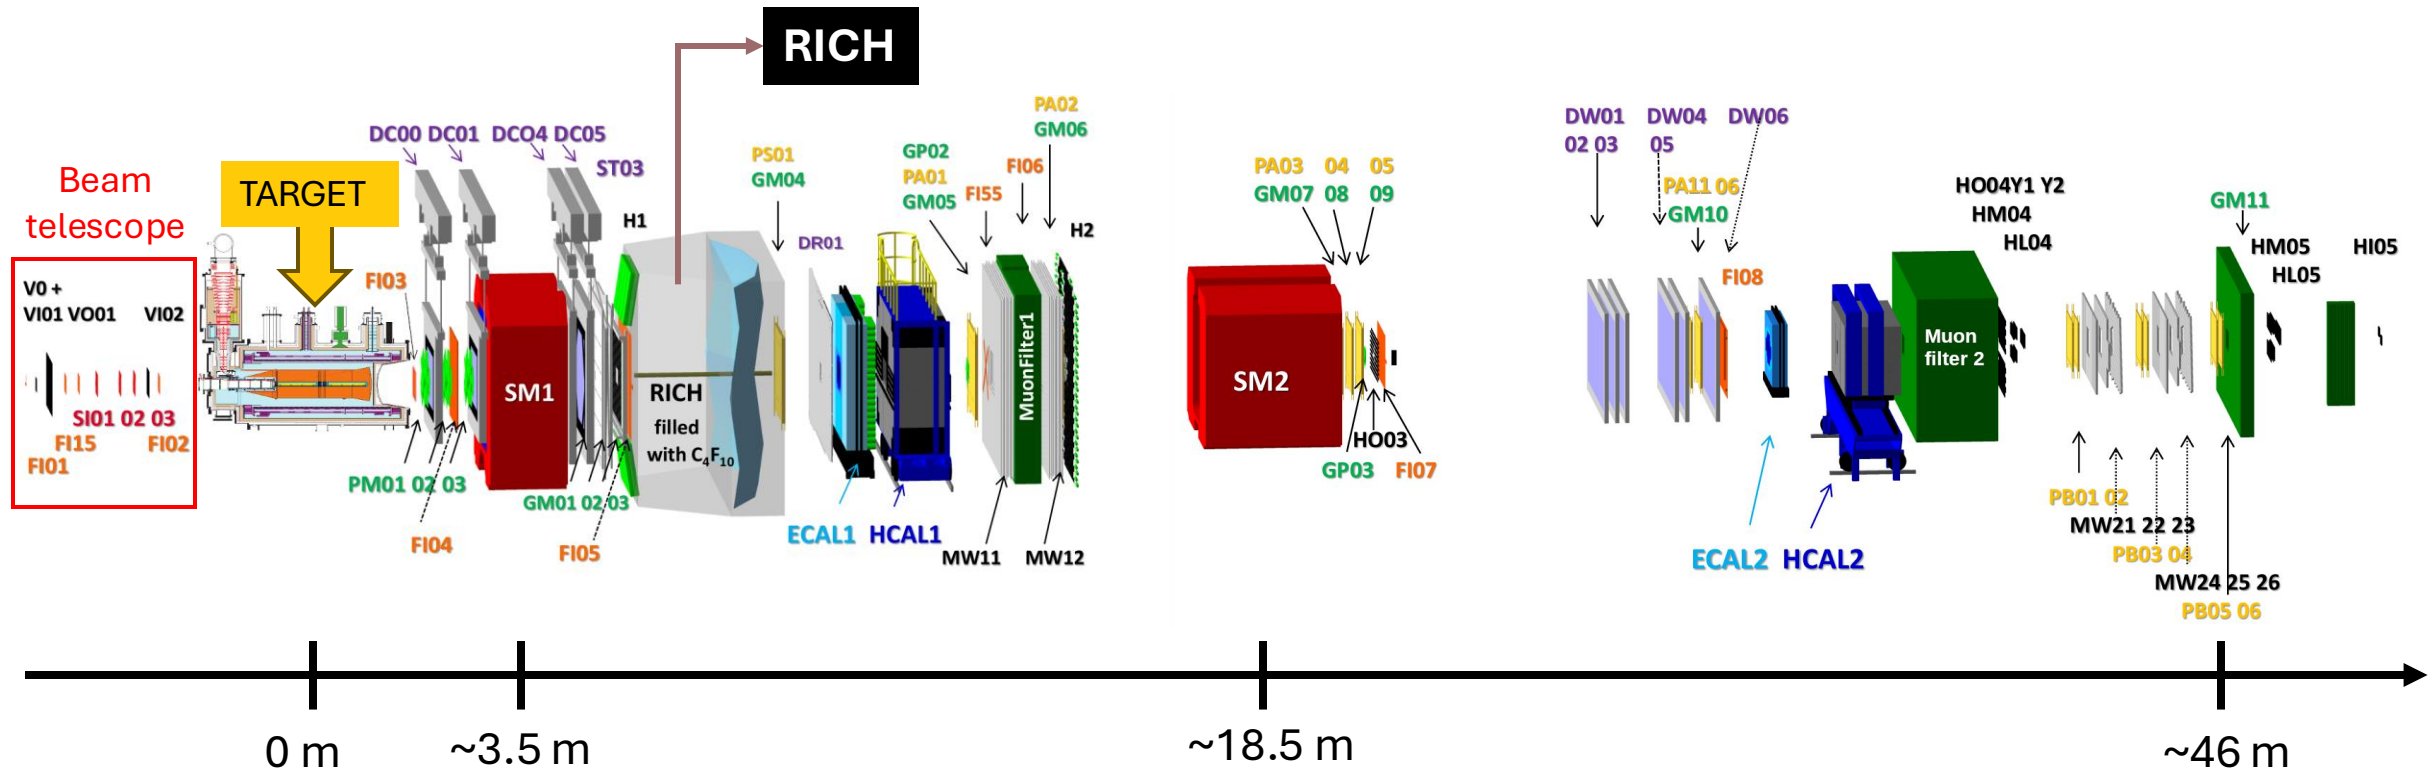 RICH
PA02
GM06
DC00 DC01 DCO4 DC05
ST03
H1
PS01
GM04
GP02
PA01
GM05
FI55
FI06
H2
DR01
Beam
telescope
TARGET
V0 +
VI01 VO01 VI02
SI01 02 03
FI15
FI02
FI01
FI03
SM1
RICH
filled
with C₄F₁₀
MuonFilter1
PM01 02 03
GM01 02 03
FI04
FI05
ECAL1 HCAL1
MW11 MW12
PA03 04 05
GM07 08 09
SM2
HO03
GP03 FI07
DW01 DW04 DW06
02 03 05
PA11 06
GM10
FI08
HO04Y1 Y2
HM04
HL04
GM11
HM05
HL05
HI05
Muon
filter 2
ECAL2 HCAL2
PB01 02
MW21 22 23
PB03 04
MW24 25 26
PB05 06
0 m
~3.5 m
~18.5 m
~46 m